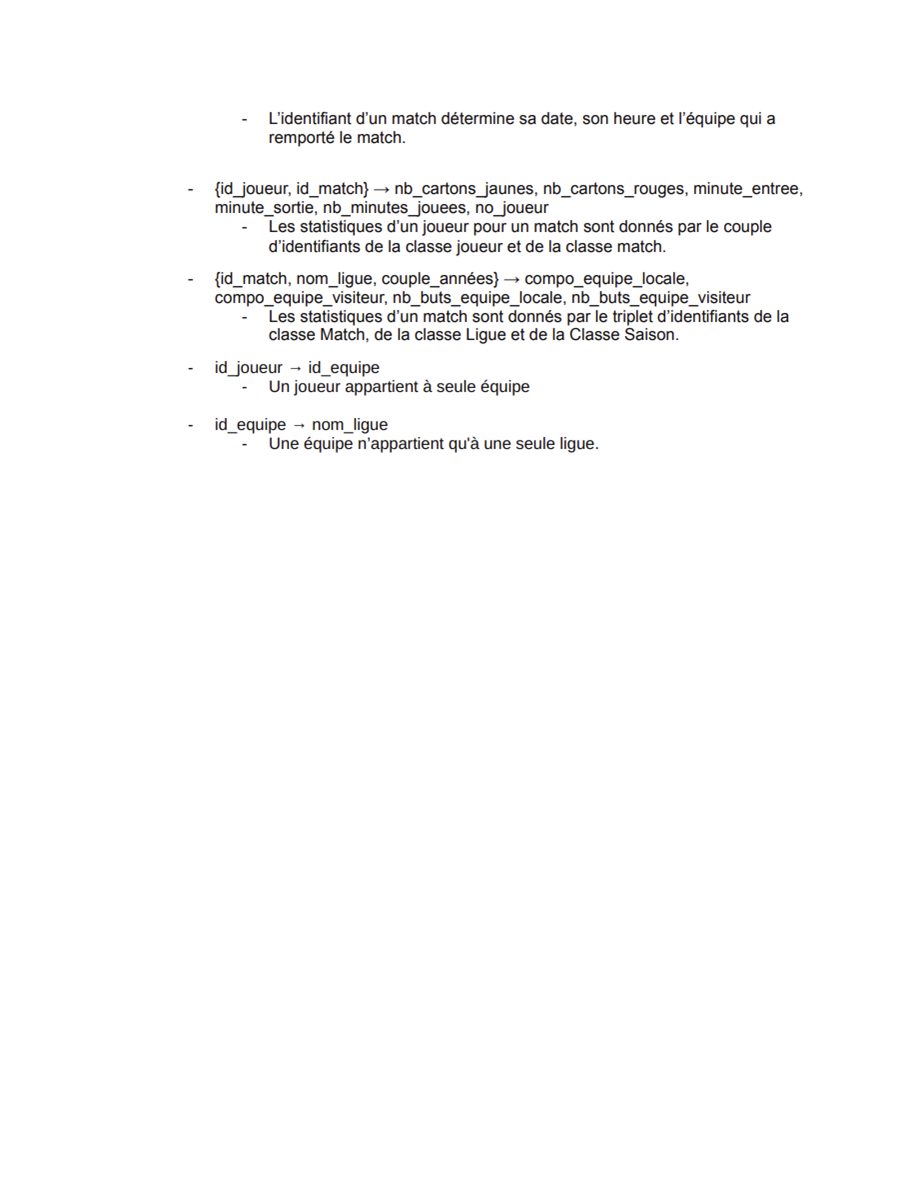 - L’identifiant d’un match détermine sa date, son heure et l’équipe qui a
remporté le match.
- {id_joueur, id_match} → nb_cartons_jaunes, nb_cartons_rouges, minute_entree,
minute_sortie, nb_minutes_jouees, no_joueur
- Les statistiques d’un joueur pour un match sont donnés par le couple
d’identifiants de la classe joueur et de la classe match.
- {id_match, nom_ligue, couple_années} → compo_equipe_locale,
compo_equipe_visiteur, nb_buts_equipe_locale, nb_buts_equipe_visiteur
- Les statistiques d’un match sont donnés par le triplet d’identifiants de la
classe Match, de la classe Ligue et de la Classe Saison.
- id_joueur → id_equipe
- Un joueur appartient à seule équipe
- id_equipe → nom_ligue
- Une équipe n’appartient qu'à une seule ligue.